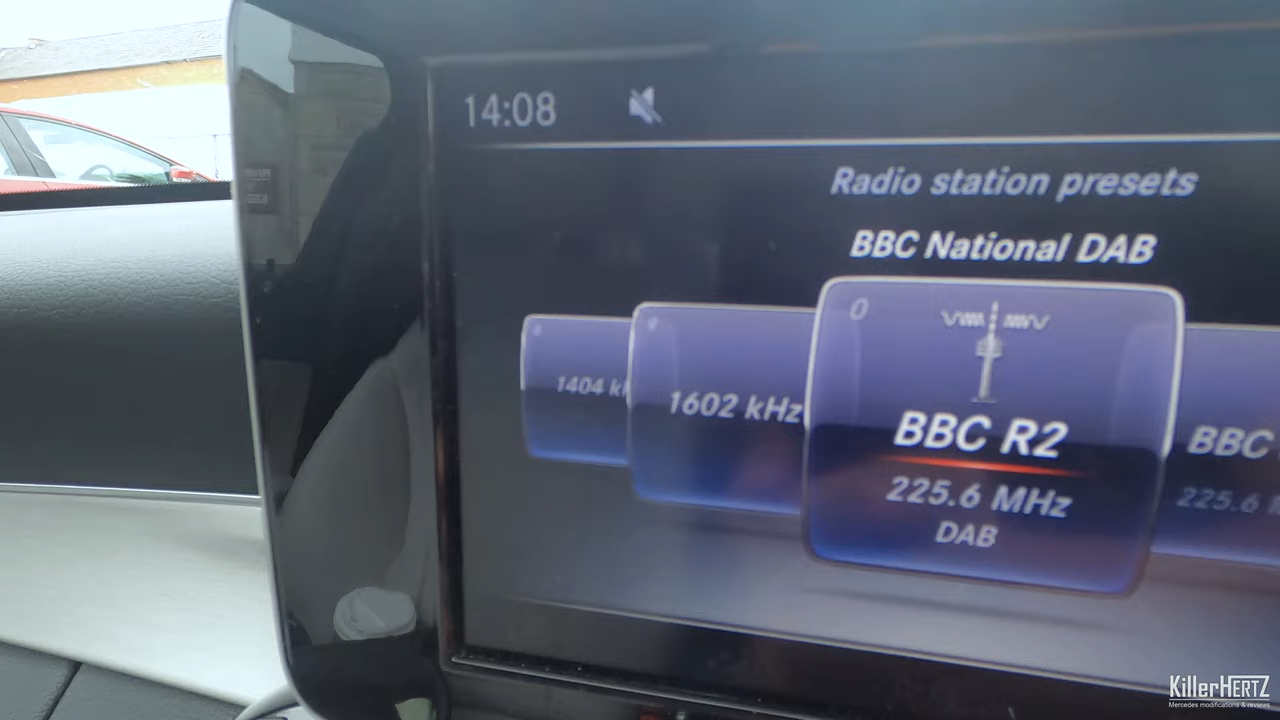 14:08
Radio station presets
BBC National DAB
0
9
1404 k
1602 kHz
BBC R2
225.6 MHz
DAB
BBC
225.6
KillerHERTZ
Mercedes modifications & reviews